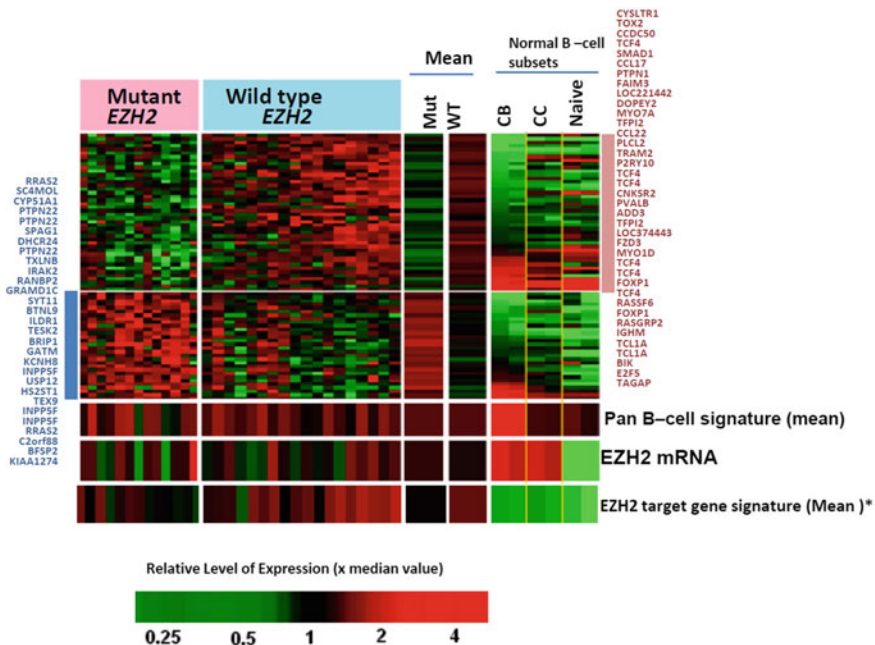 Mutant
EZH2
Wild type
EZH2
Mean
Mut
WT
Normal B –cell
subsets
CB
CC
Naive
RRAS2
SC4MOL
CYP51A1
PTPN22
PTPN22
SPAG1
DHCR24
PTPN22
TXLNB
IRAK2
RANBP2
GRAMD1C
SYT11
BTNL9
ILDR1
TESK2
BRIP1
GATM
KCNH8
INPP5F
USP12
HS2ST1
TEX9
INPP5F
INPP5F
RRAS2
C2orf88
BFSP2
KIAA1274
CYSLTR1
TOX2
CCDC50
TCF4
SMAD1
CCL17
PTPN1
FAIM3
LOC221442
DOPEY2
MYO7A
TFPI2
CCL22
PLCL2
TRAM2
P2RY10
TCF4
TCF4
CNKSR2
PVALB
ADD3
TFPI2
LOC374443
FZD3
MYO1D
TCF4
TCF4
FOXP1
TCF4
RASSF6
FOXP1
RASGRP2
IGHM
TCL1A
TCL1A
BIK
E2F5
TAGAP
Pan B–cell signature (mean)
EZH2 mRNA
EZH2 target gene signature (Mean )*
Relative Level of Expression (x median value)
0.25 0.5 1 2 4